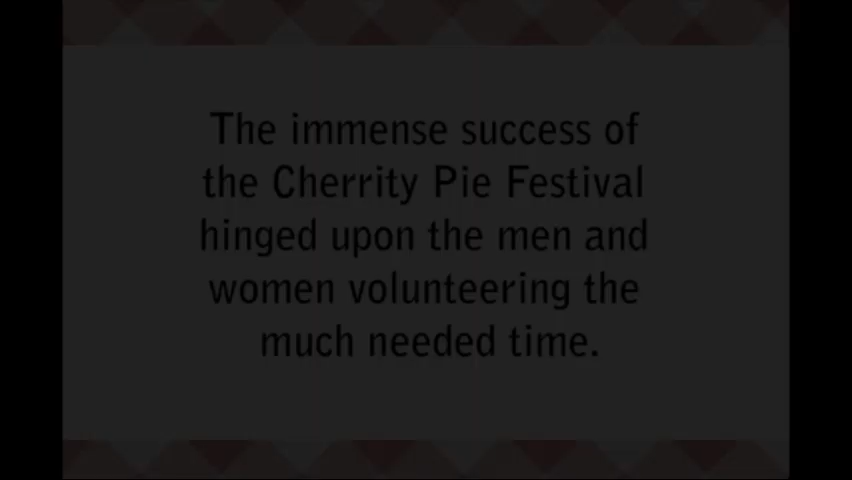 The immense success of
the Cherrity Pie Festival
hinged upon the men and
women volunteering the
much needed time.